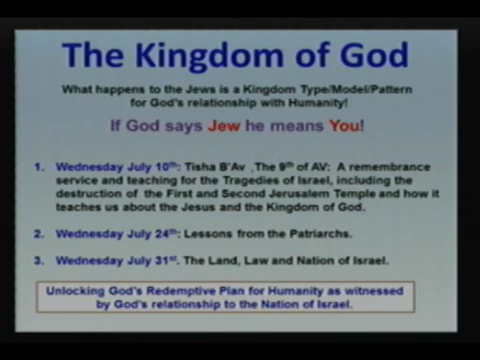 The Kingdom of God
What happens to the Jews is a Kingdom Type/Model/Pattern
for God's relationship with Humanity!
If God says Jew he means You!
1. Wednesday July 10th: Tisha B'Av , The 9th of AV: A remembrance
service and teaching for the Tragedies of Israel, including the
destruction of the First and Second Jerusalem Temple and how it
teaches us about the Jesus and the Kingdom of God.
2. Wednesday July 24th: Lessons from the Patriarchs.
3. Wednesday July 31st. The Land, Law and Nation of Israel.
Unlocking God's Redemptive Plan for Humanity as witnessed
by God's relationship to the Nation of Israel.